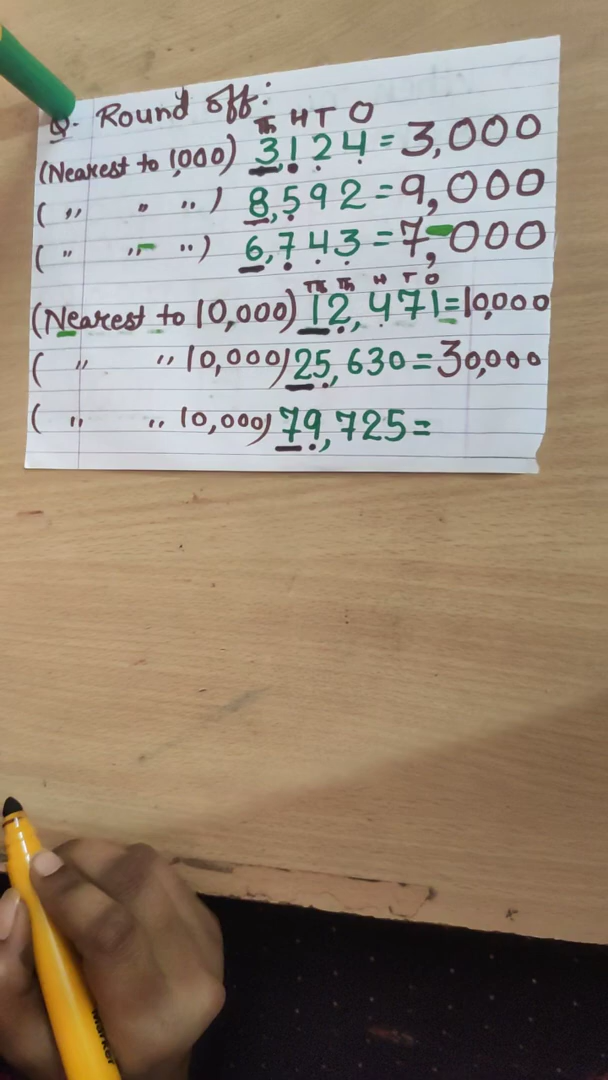 Q. Round off:
Th H T O
(Nearest to 1,000) 3,124 = 3,000
( ,, ,, ,, ) 8,592 = 9,000
( ,, ,, ,, ) 6,743 = 7,000
T Th Th H T O
(Nearest to 10,000) 12,471 = 10,000
( ,, ,, 10,000) 25,630 = 30,000
( ,, ,, 10,000) 79,725 =
Marker